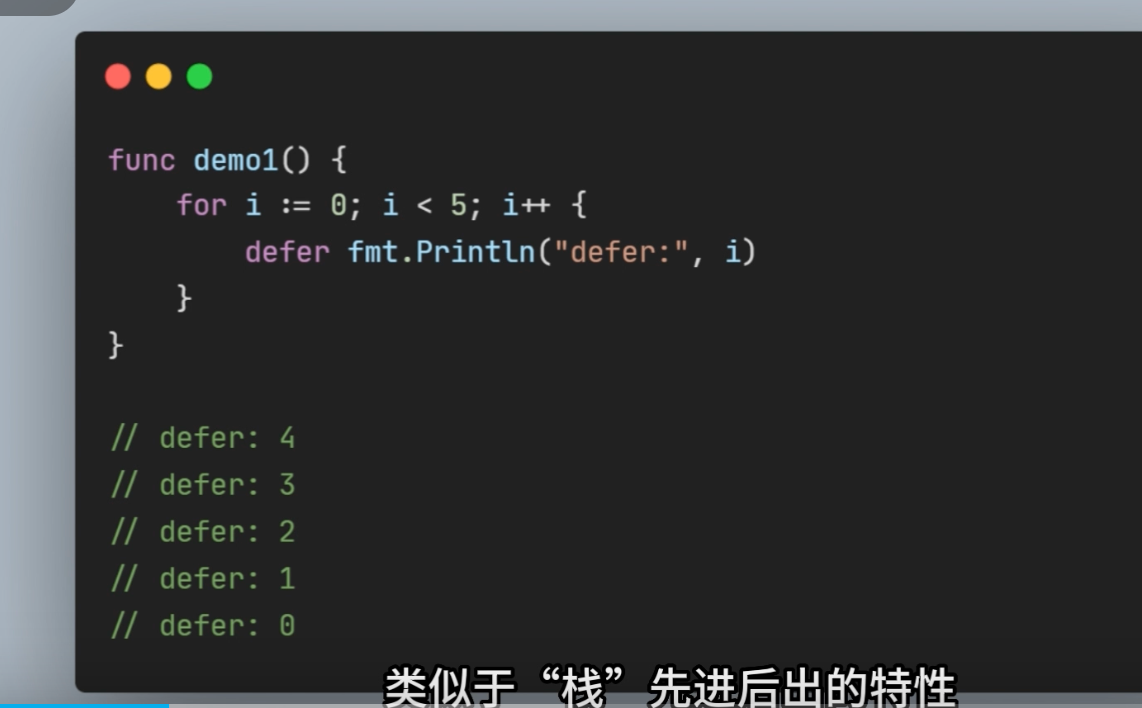 func demo1() {
    for i := 0; i < 5; i++ {
        defer fmt.Println("defer:", i)
    }
}
// defer: 4
// defer: 3
// defer: 2
// defer: 1
// defer: 0
类似于“栈”先进后出的特性